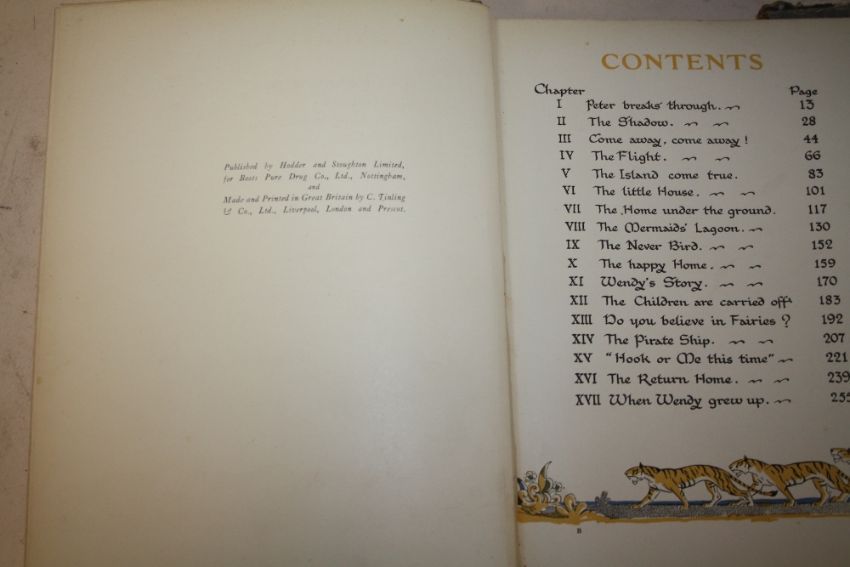 Published by Hodder and Stoughton Limited,
for Boots Pure Drug Co., Ltd., Nottingham,
and
Made and Printed in Great Britain by C. Tinling
& Co., Ltd., Liverpool, London and Prescot.
CONTENTS
Chapter Page
I Peter breaks through. 13
II The Shadow. 28
III Come away, come away! 44
IV The Flight. 66
V The Island come true. 83
VI The little House. 101
VII The Home under the ground. 117
VIII The Mermaids' Lagoon. 130
IX The Never Bird. 152
X The happy Home. 159
XI Wendy's Story. 170
XII The Children are carried off. 183
XIII Do you believe in Fairies? 192
XIV The Pirate Ship. 207
XV "Hook or Me this time" 221
XVI The Return Home. 239
XVII When Wendy grew up. 255
B